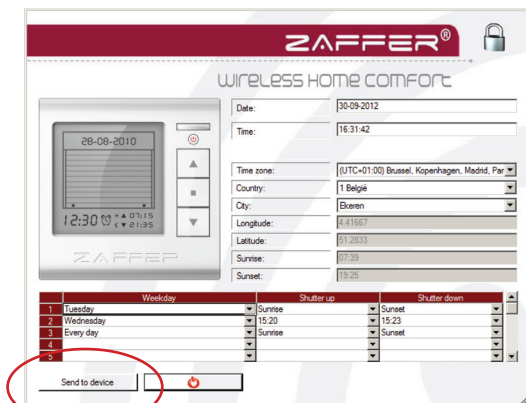 ZAFFER®
WIRELESS HOME COMFORT
28-08-2010
12:30 07:15
21:35
ZAFFER
Date: 30-09-2012
Time: 16:31:42
Time zone: (UTC+01:00) Brussel, Kopenhagen, Madrid, Par
Country: 1 België
City: Ekeren
Longitude: 4.41667
Latitude: 51.2833
Sunrise: 07:39
Sunset: 19:25
Weekday Shutter up Shutter down
1 Tuesday Sunrise Sunset
2 Wednesday 15:20 15:23
3 Every day Sunrise Sunset
4
5
Send to device